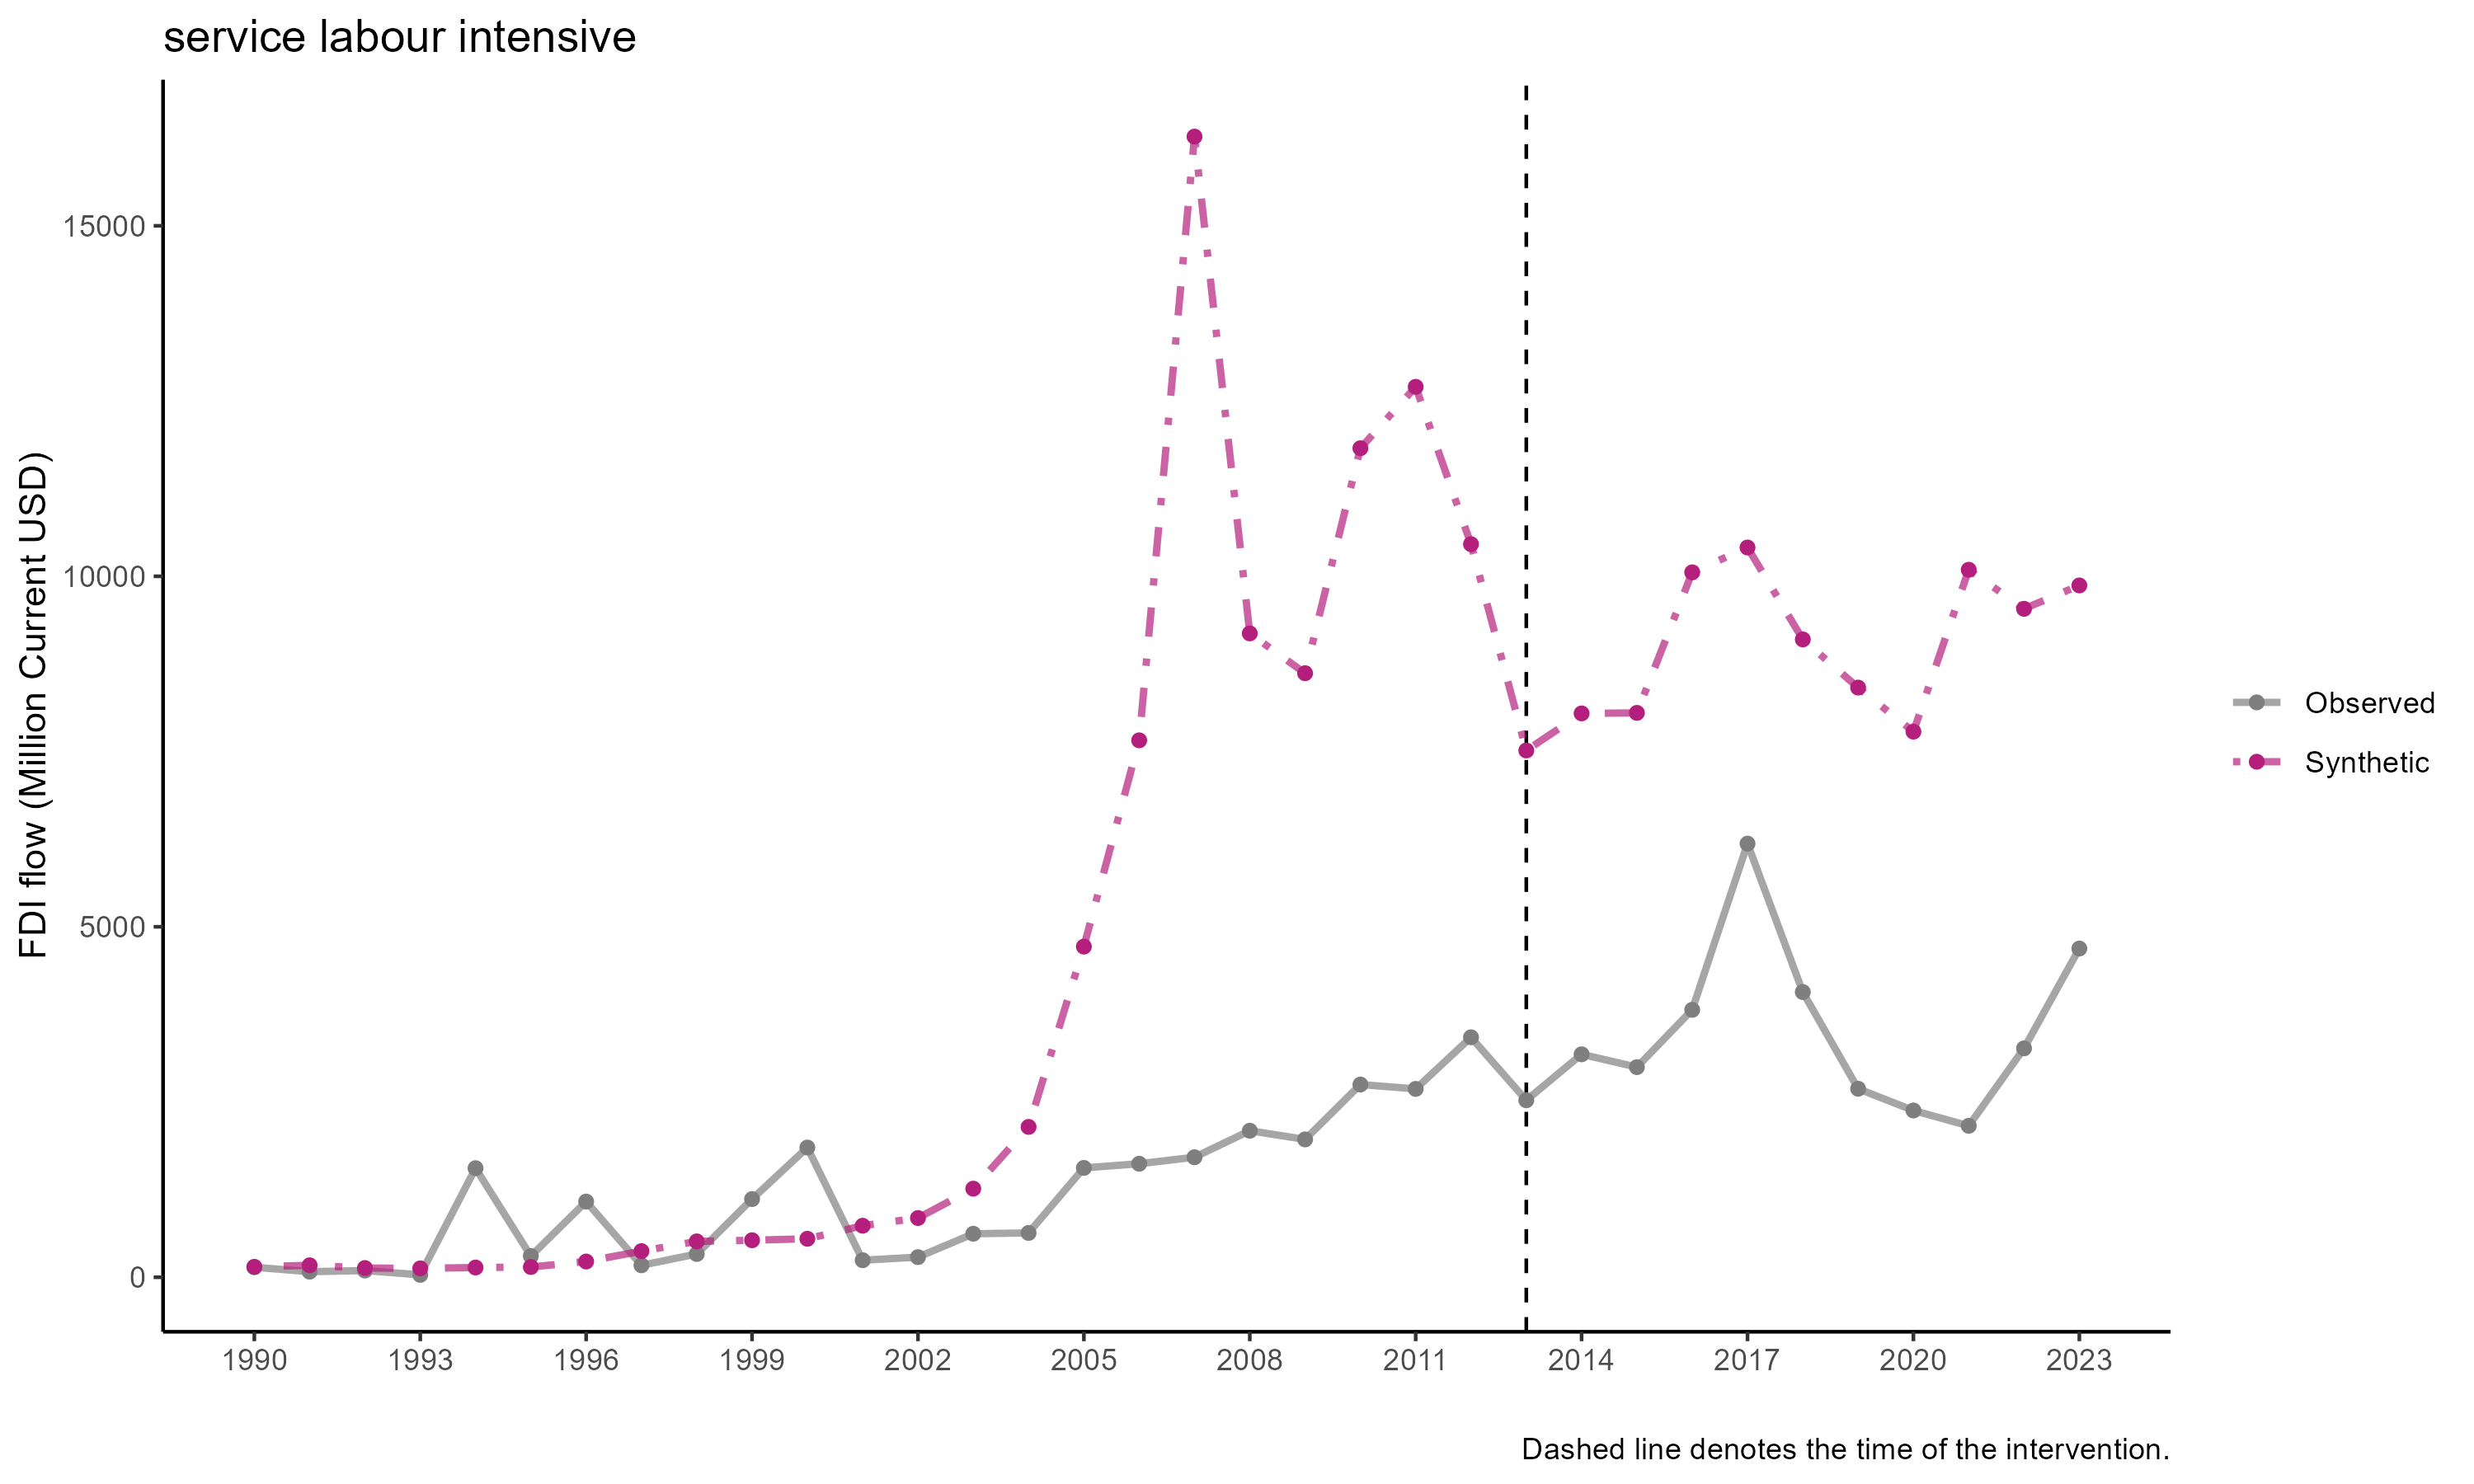 service labour intensive
FDI flow (Million Current USD)
15000
10000
5000
0
1990 1993 1996 1999 2002 2005 2008 2011 2014 2017 2020 2023
Observed
Synthetic
Dashed line denotes the time of the intervention.